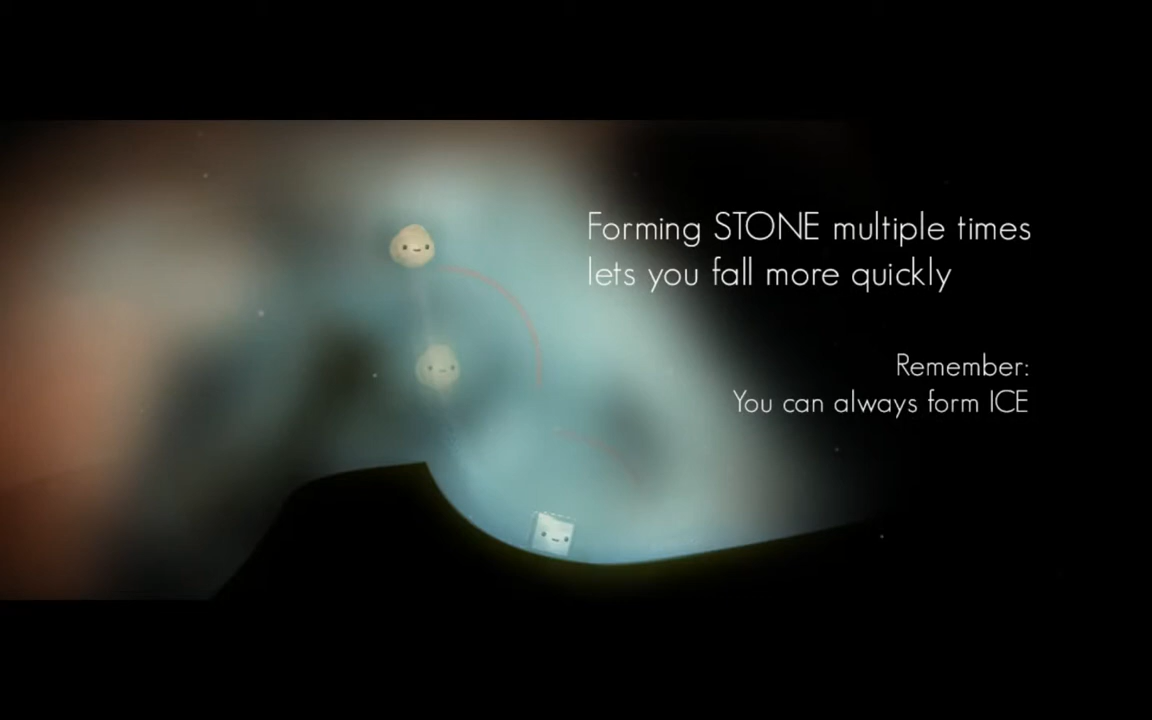 Forming STONE multiple times
lets you fall more quickly
Remember:
You can always form ICE